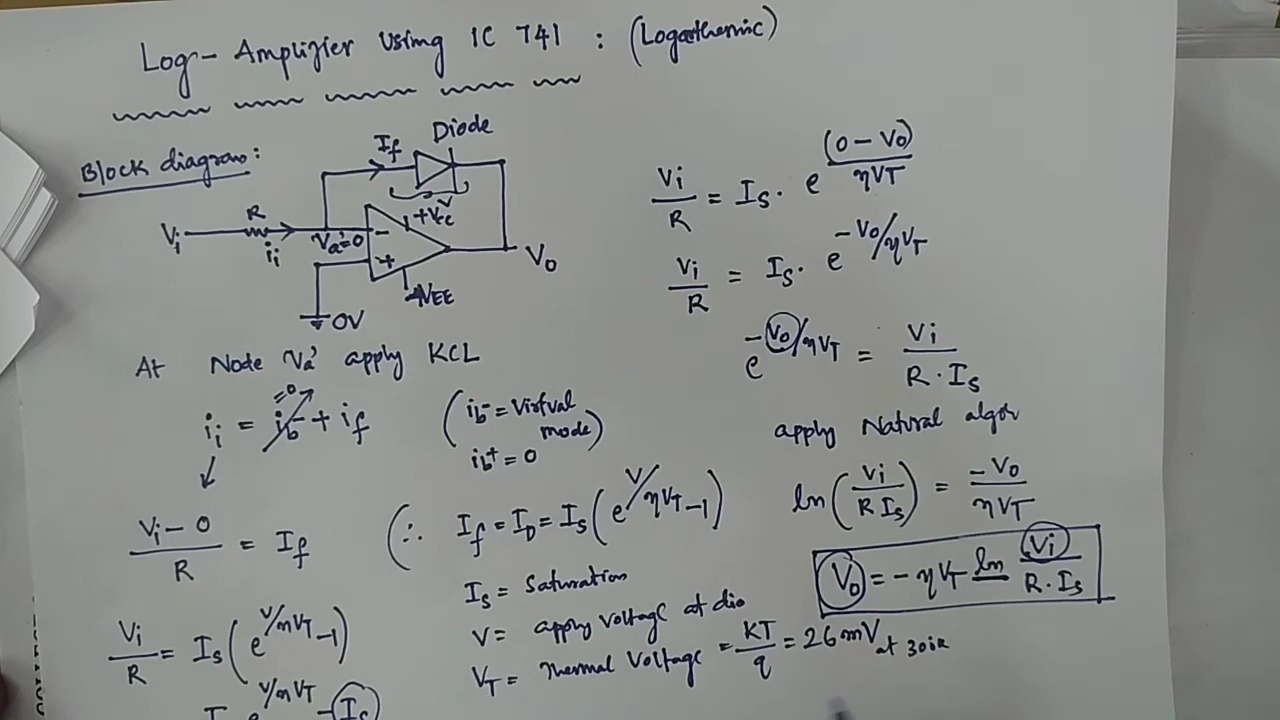 Log- Amplifier Using IC 741 : (Logarthemic)
Block diagram:
Diode
If
V
+Vcc
Vi
R
ii
Va'=0
-
+
-VEE
Vo
0V
At Node Va' apply KCL
ii = ib⁻ + if
=0
(ib⁻ = Virtual mode)
ib⁺ = 0
(Vi - 0)/R = If
(∴ If = ID = Is(e^(V/ηVT) - 1)
Is = Saturation
V = apply voltage at dio
VT = Thermal Voltage = KT/q = 26mV at 300k
Vi/R = Is(e^(V/ηVT) - 1)
e^(V/ηVT) - Is
Vi/R = Is. e^((0 - Vo)/ηVT)
Vi/R = Is. e^(-Vo/ηVT)
e^(-Vo/ηVT) = Vi/(R. Is)
apply Natural algor
ln(Vi/(R Is)) = -Vo/(ηVT)
Vo = -ηVT ln Vi/(R. Is)